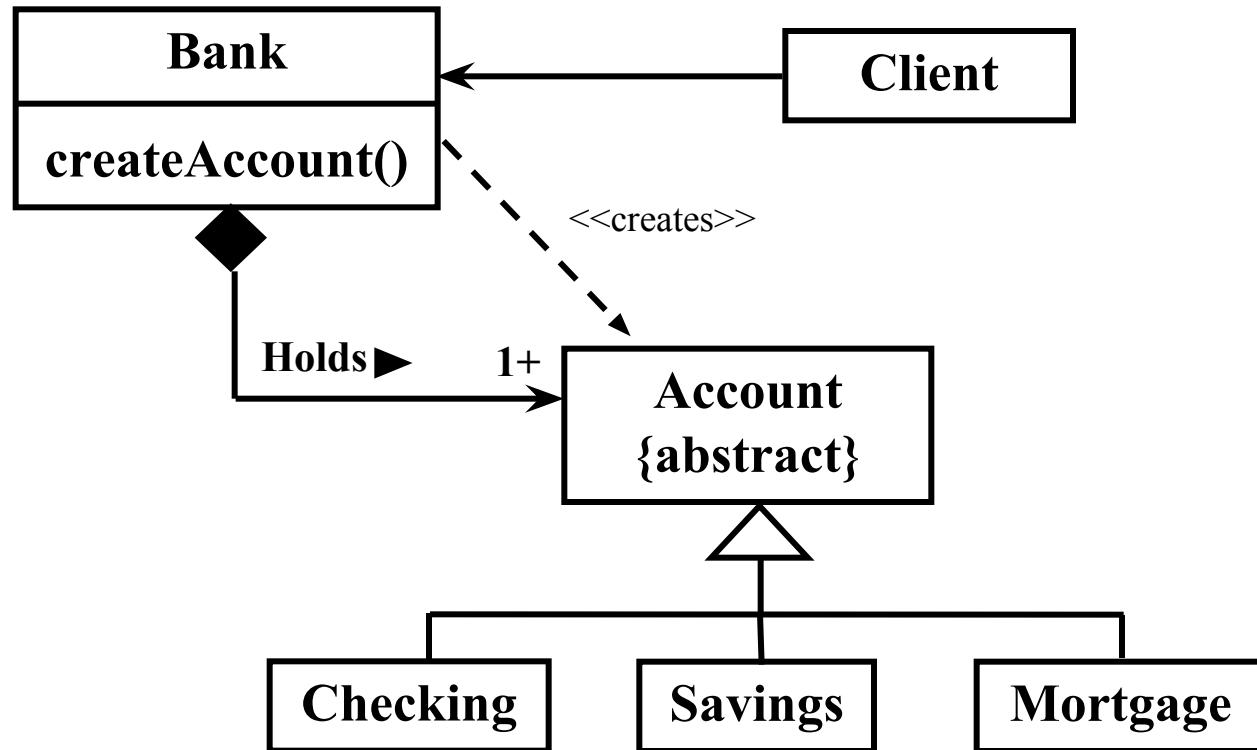 Bank
Client
createAccount()
<<creates>>
Holds
1+
Account
{abstract}
Checking
Savings
Mortgage